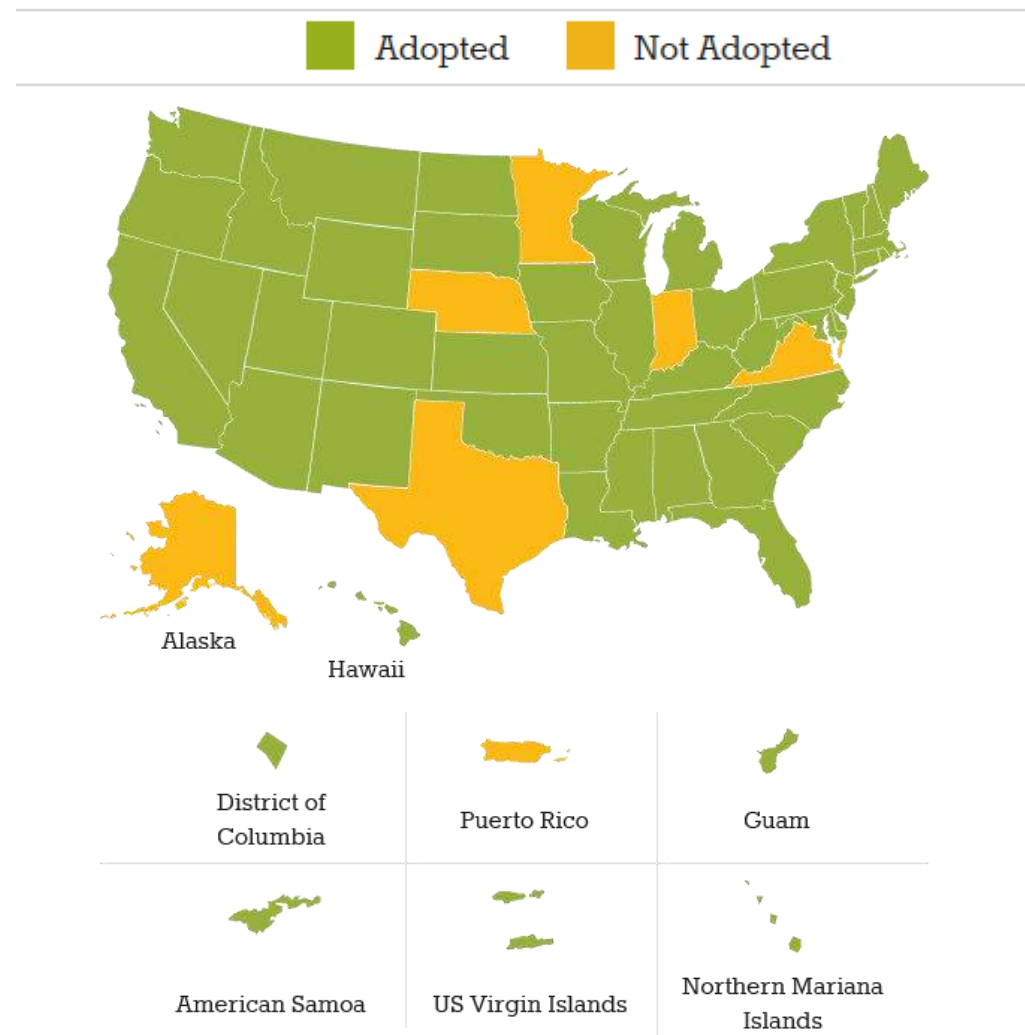 Adopted Not Adopted
Alaska
Hawaii
District of
Columbia
Puerto Rico
Guam
American Samoa
US Virgin Islands
Northern Mariana
Islands